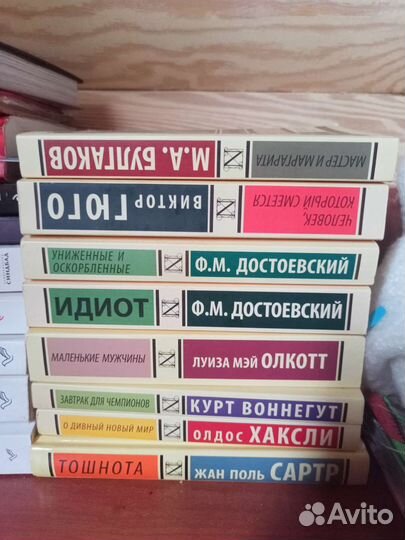 М.А. БУЛГАКОВ
МАСТЕР И МАРГАРИТА
ВИКТОР ГЮГО
ЧЕЛОВЕК,
КОТОРЫЙ СМЕЕТСЯ
УНИЖЕННЫЕ И
ОСКОРБЛЕННЫЕ
Ф.М. ДОСТОЕВСКИЙ
ИДИОТ
Ф.М. ДОСТОЕВСКИЙ
МАЛЕНЬКИЕ МУЖЧИНЫ
ЛУИЗА МЭЙ ОЛКОТТ
ЗАВТРАК ДЛЯ ЧЕМПИОНОВ
КУРТ ВОННЕГУТ
О ДИВНЫЙ НОВЫЙ МИР
ОЛДОС ХАКСЛИ
ТОШНОТА
ЖАН ПОЛЬ САРТР
СИНДБАД
Avito